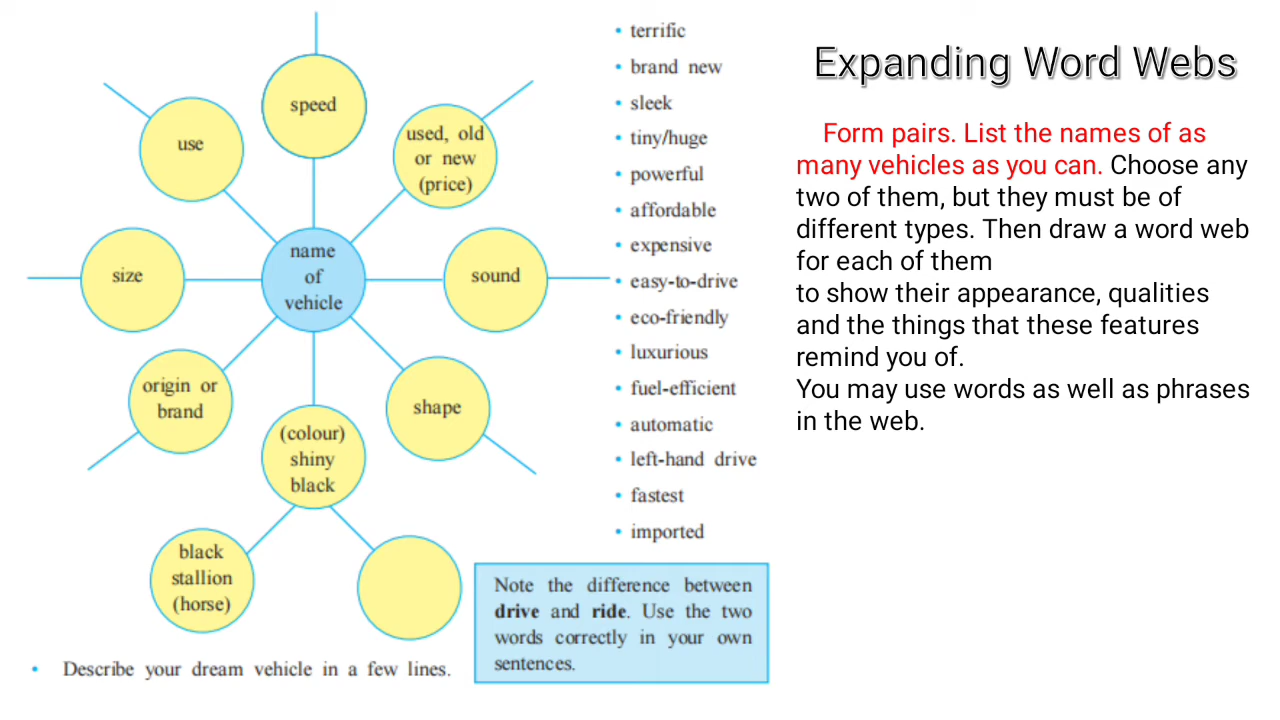 speed
use
used, old
or new
(price)
name
of
vehicle
size
sound
origin or
brand
shape
(colour)
shiny
black
black
stallion
(horse)
• Describe your dream vehicle in a few lines.
• terrific
• brand new
• sleek
• tiny/huge
• powerful
• affordable
• expensive
• easy-to-drive
• eco-friendly
• luxurious
• fuel-efficient
• automatic
• left-hand drive
• fastest
• imported
Note the difference between
drive and ride. Use the two
words correctly in your own
sentences.
Expanding Word Webs
Form pairs. List the names of as
many vehicles as you can. Choose any
two of them, but they must be of
different types. Then draw a word web
for each of them
to show their appearance, qualities
and the things that these features
remind you of.
You may use words as well as phrases
in the web.